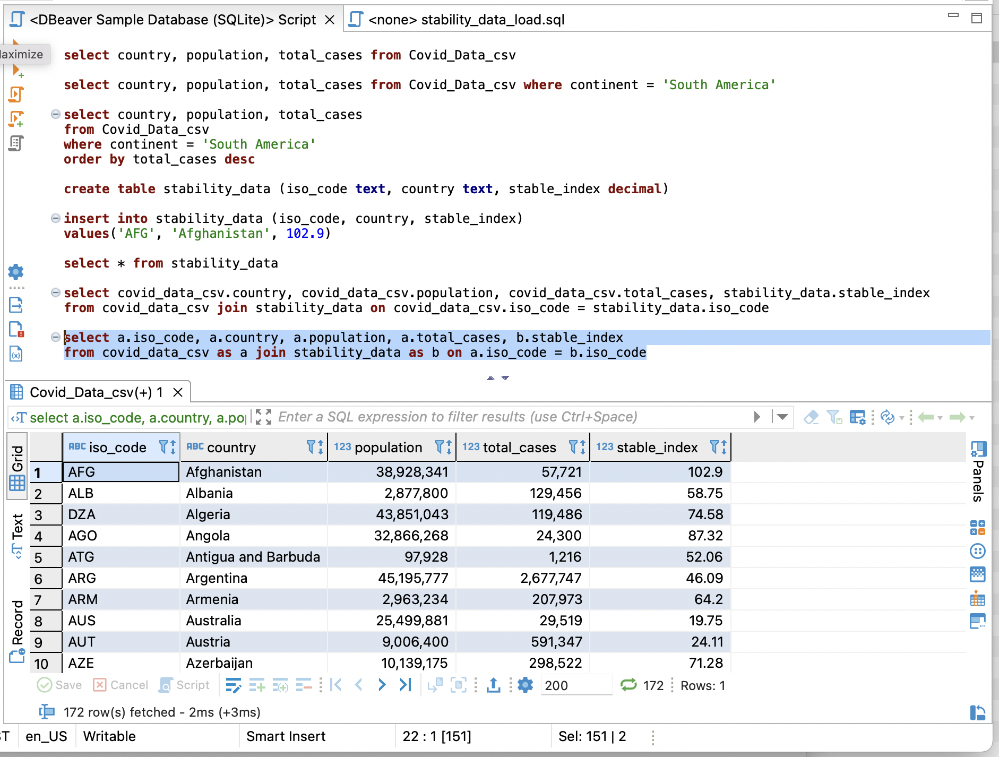 <DBeaver Sample Database (SQLite)> Script
<none> stability_data_load.sql
aximize
select country, population, total_cases from Covid_Data_csv
select country, population, total_cases from Covid_Data_csv where continent = 'South America'
select country, population, total_cases
from Covid_Data_csv
where continent = 'South America'
order by total_cases desc
create table stability_data (iso_code text, country text, stable_index decimal)
insert into stability_data (iso_code, country, stable_index)
values('AFG', 'Afghanistan', 102.9)
select * from stability_data
select covid_data_csv.country, covid_data_csv.population, covid_data_csv.total_cases, stability_data.stable_index
from covid_data_csv join stability_data on covid_data_csv.iso_code = stability_data.iso_code
select a.iso_code, a.country, a.population, a.total_cases, b.stable_index
from covid_data_csv as a join stability_data as b on a.iso_code = b.iso_code
Covid_Data_csv(+) 1
select a.iso_code, a.country, a.po Enter a SQL expression to filter results (use Ctrl+Space)
Grid
Text
Record
Panels
ABC iso_code ABC country 123 population 123 total_cases 123 stable_index
1 AFG Afghanistan 38,928,341 57,721 102.9
2 ALB Albania 2,877,800 129,456 58.75
3 DZA Algeria 43,851,043 119,486 74.58
4 AGO Angola 32,866,268 24,300 87.32
5 ATG Antigua and Barbuda 97,928 1,216 52.06
6 ARG Argentina 45,195,777 2,677,747 46.09
7 ARM Armenia 2,963,234 207,973 64.2
8 AUS Australia 25,499,881 29,519 19.75
9 AUT Austria 9,006,400 591,347 24.11
10 AZE Azerbaijan 10,139,175 298,522 71.28
Save Cancel Script 200 172 Rows: 1
172 row(s) fetched - 2ms (+3ms)
ST en_US Writable Smart Insert 22 : 1 [151] Sel: 151 | 2